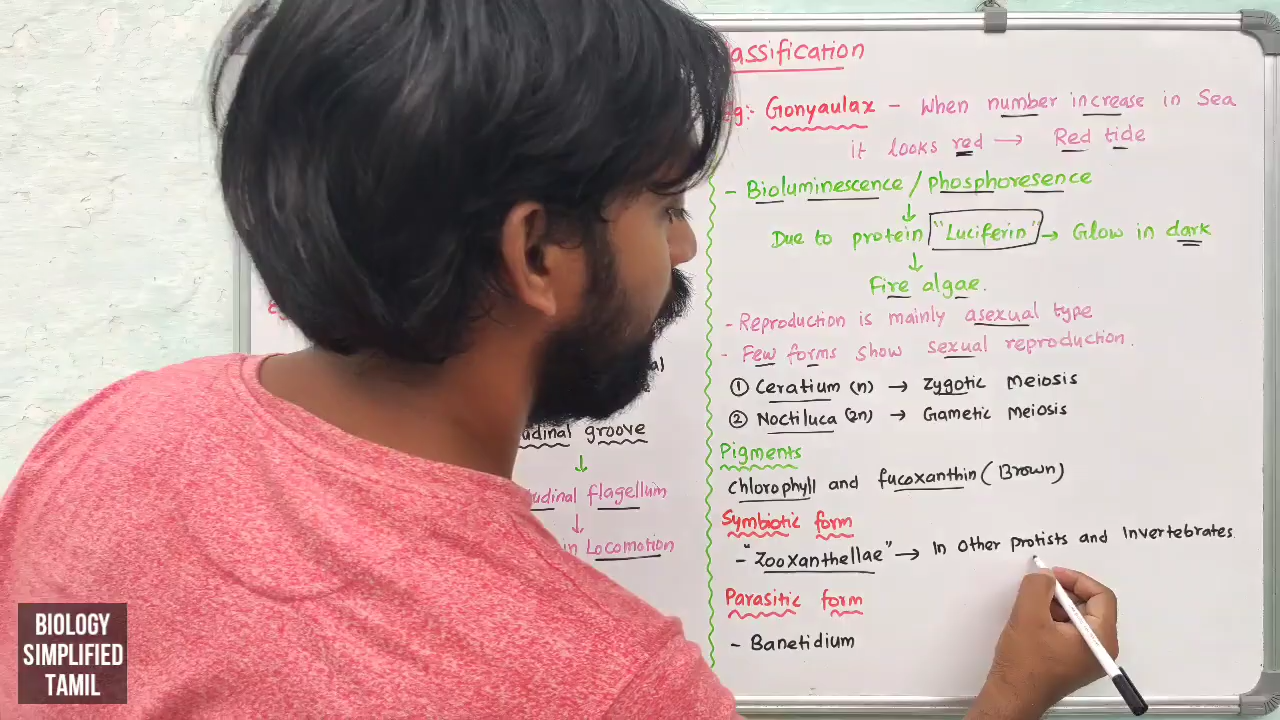 assification
g:- Gonyaulax - When number increase in Sea
it looks red → Red tide
- Bioluminescence / phosphoresence
↓
Due to protein "Luciferin" → Glow in dark
↓
Fire algae.
- Reproduction is mainly asexual type
- Few forms show sexual reproduction.
① Ceratium (n) → Zygotic Meiosis
② Noctiluca (2n) → Gametic Meiosis
Pigments
Chlorophyll and fucoxanthin (Brown)
Symbiotic form
- "Zooxanthellae" → In Other Protists and Invertebrates.
Parasitic form
- Banetidium
al
udinal groove
↓
udinal flagellum
↓
in Locomotion
BIOLOGY
SIMPLIFIED
TAMIL